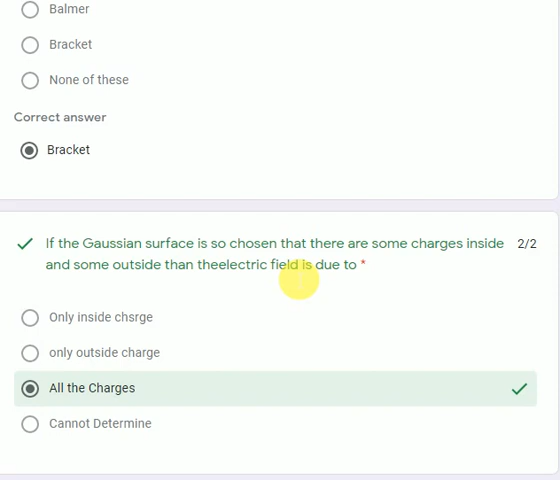 Balmer
Bracket
None of these
Correct answer
Bracket
If the Gaussian surface is so chosen that there are some charges inside 2/2
and some outside than theelectric field is due to *
Only inside chsrge
only outside charge
All the Charges
Cannot Determine